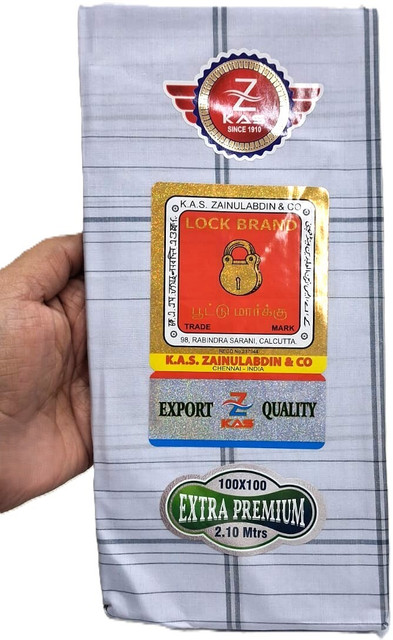 Z
KAS
SINCE 1910
K.A.S. ZAINULABDIN & CO
LOCK BRAND
பூட்டு மார்க்கு
TRADE MARK
98, RABINDRA SARANI, CALCUTTA
K.A.S. ZAINULABDIN & CO
CHENNAI - INDIA
EXPORT Z KAS QUALITY
100X100
EXTRA PREMIUM
2.10 Mtrs